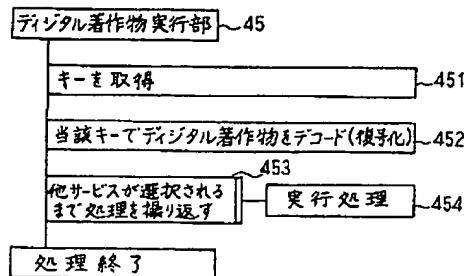 ディジタル著作物実行部 45
キーを取得 451
当該キーでディジタル著作物をデコード(復号化) 452
453
他サービスが選択される
まで処理を繰り返す
実行処理 454
処理終了